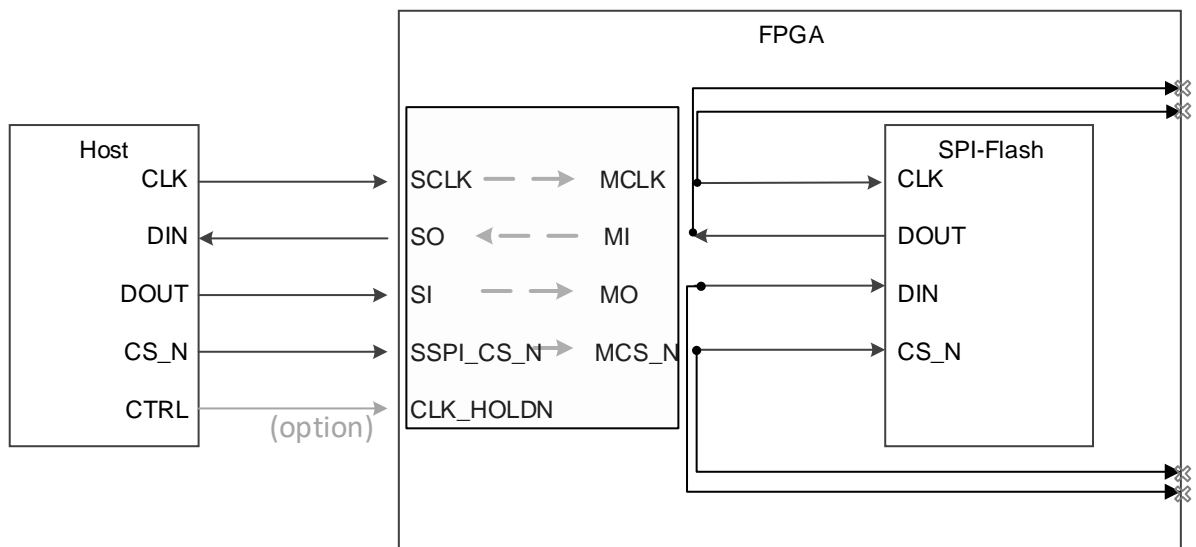 FPGA
Host
SPI-Flash
CLK
SCLK
MCLK
CLK
DIN
SO
MI
DOUT
DOUT
SI
MO
DIN
CS_N
SSPI_CS_N
MCS_N
CS_N
CTRL
(option)
CLK_HOLDN